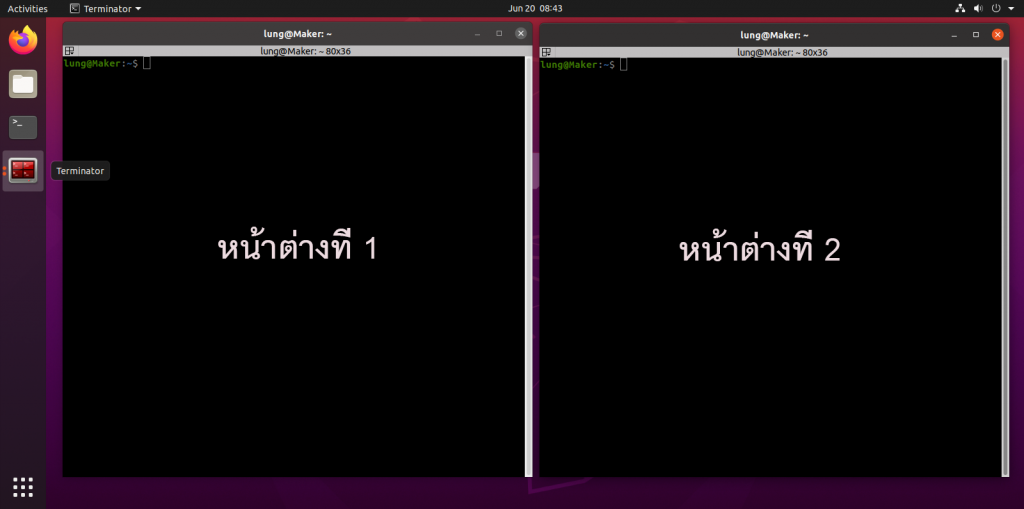 Activities
Terminator
Jun 20 08:43
lung@Maker: ~
lung@Maker: ~ 80x36
lung@Maker:~$
หน้าต่างที่ 1
lung@Maker: ~
lung@Maker: ~ 80x36
lung@Maker:~$
หน้าต่างที่ 2
>_
Terminator